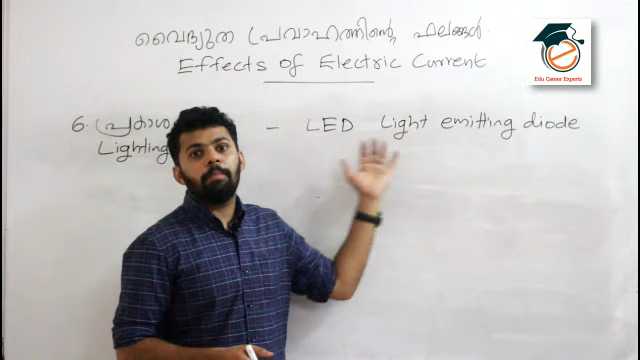 വൈദ്യുത പ്രവാഹത്തിന്റെ ഫലങ്ങൾ
Effects of Electric Current
Edu Career Experts
6. പ്രകാശ – LED Light emitting diode
Lighting